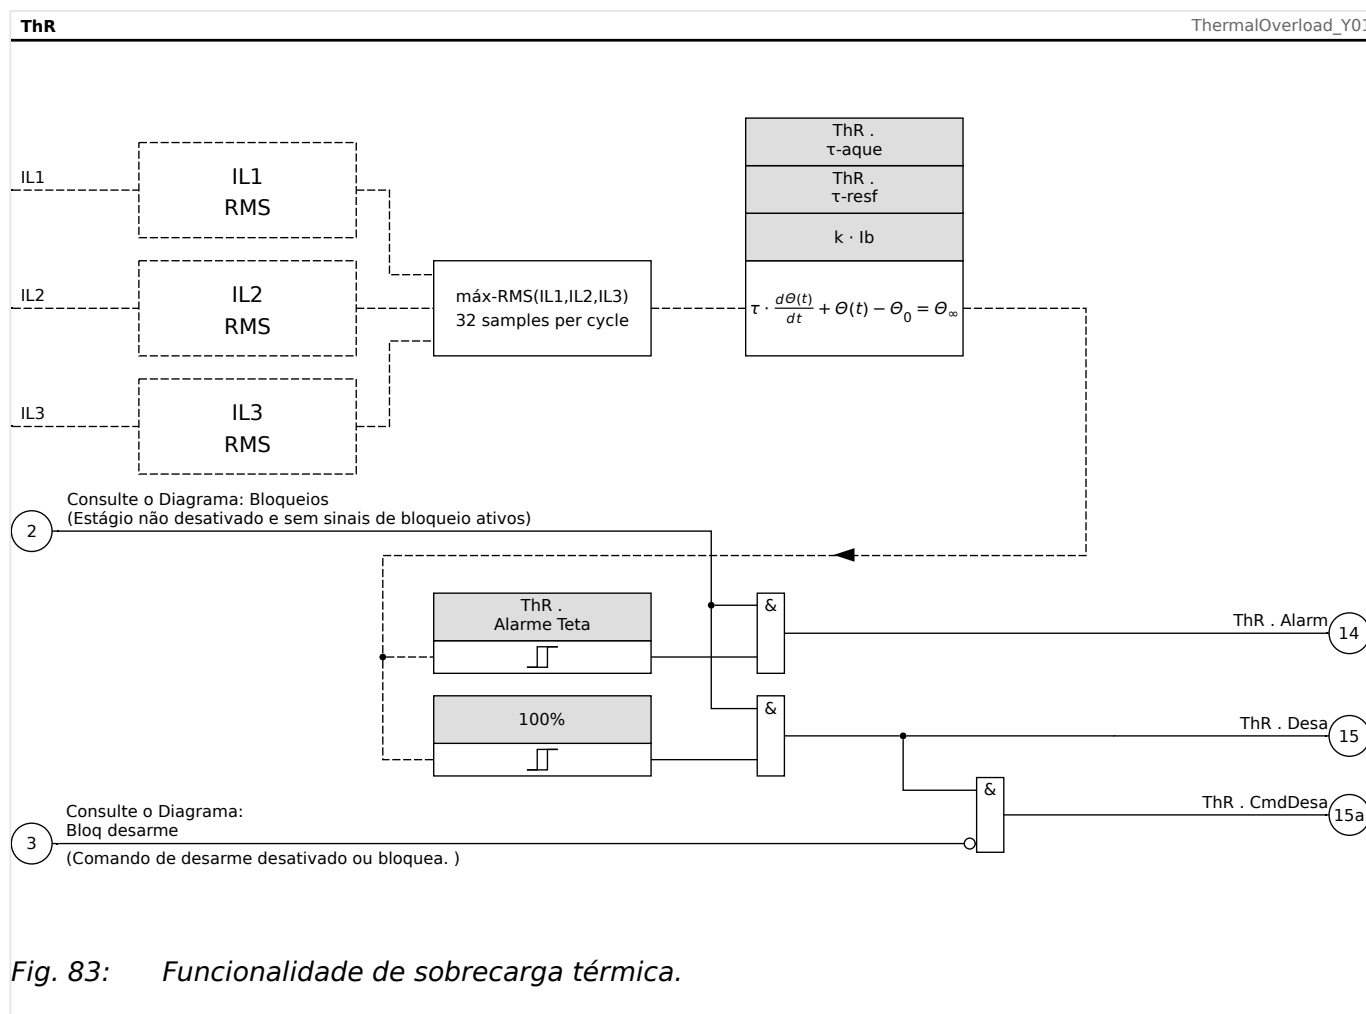 ThR
ThermalOverload_Y01
ThR .
τ-aque
ThR .
τ-resf
k · Ib
τ · dΘ(t)/dt + Θ(t) − Θ0 = Θ∞
IL1
IL1
RMS
IL2
IL2
RMS
IL3
IL3
RMS
máx-RMS(IL1,IL2,IL3)
32 samples per cycle
Consulte o Diagrama: Bloqueios
(Estágio não desativado e sem sinais de bloqueio ativos)
2
ThR .
Alarme Teta
&
ThR . Alarm
14
100%
&
ThR . Desa
15
Consulte o Diagrama:
Bloq desarme
(Comando de desarme desativado ou bloquea. )
3
&
ThR . CmdDesa
15a
Fig. 83: Funcionalidade de sobrecarga térmica.